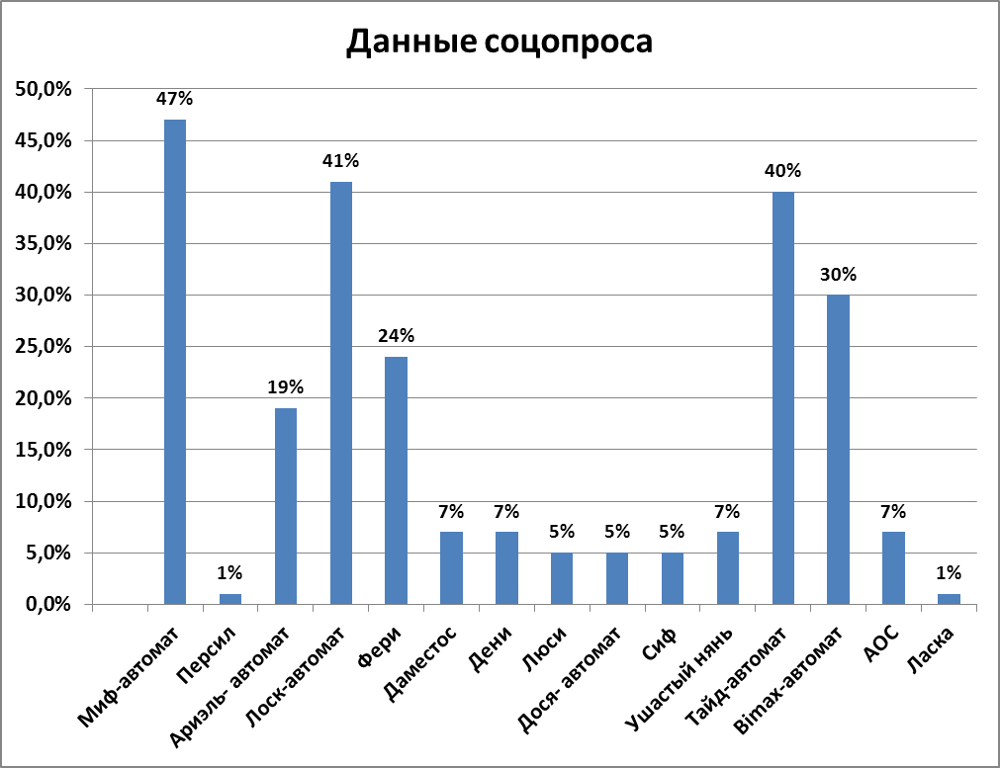 Данные соцопроса
50,0%
45,0%
40,0%
35,0%
30,0%
25,0%
20,0%
15,0%
10,0%
5,0%
0,0%
47%
1%
19%
41%
24%
7%
7%
5%
5%
5%
7%
40%
30%
7%
1%
Миф-автомат
Персил
Ариэль- автомат
Лоск-автомат
Фери
Даместос
Дени
Люси
Дося- автомат
Сиф
Ушастый нянь
Тайд-автомат
Bimax-автомат
АОС
Ласка